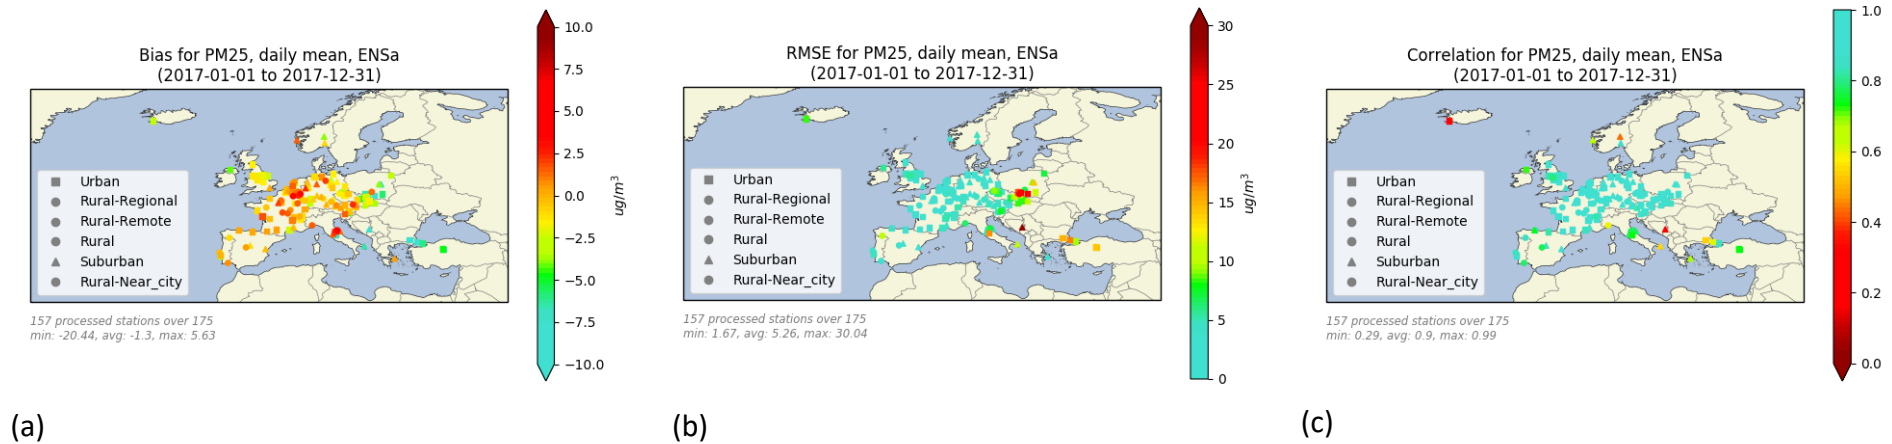 Bias for PM25, daily mean, ENSa
(2017-01-01 to 2017-12-31)
Urban
Rural-Regional
Rural-Remote
Rural
Suburban
Rural-Near_city
157 processed stations over 175
min: -20.44, avg: -1.3, max: 5.63
10.0
7.5
5.0
2.5
0.0
−2.5
−5.0
−7.5
−10.0
ug/m³
(a)
RMSE for PM25, daily mean, ENSa
(2017-01-01 to 2017-12-31)
Urban
Rural-Regional
Rural-Remote
Rural
Suburban
Rural-Near_city
157 processed stations over 175
min: 1.67, avg: 5.26, max: 30.04
30
25
20
15
10
5
0
ug/m³
(b)
Correlation for PM25, daily mean, ENSa
(2017-01-01 to 2017-12-31)
Urban
Rural-Regional
Rural-Remote
Rural
Suburban
Rural-Near_city
157 processed stations over 175
min: 0.29, avg: 0.9, max: 0.99
1.0
0.8
0.6
0.4
0.2
0.0
(c)